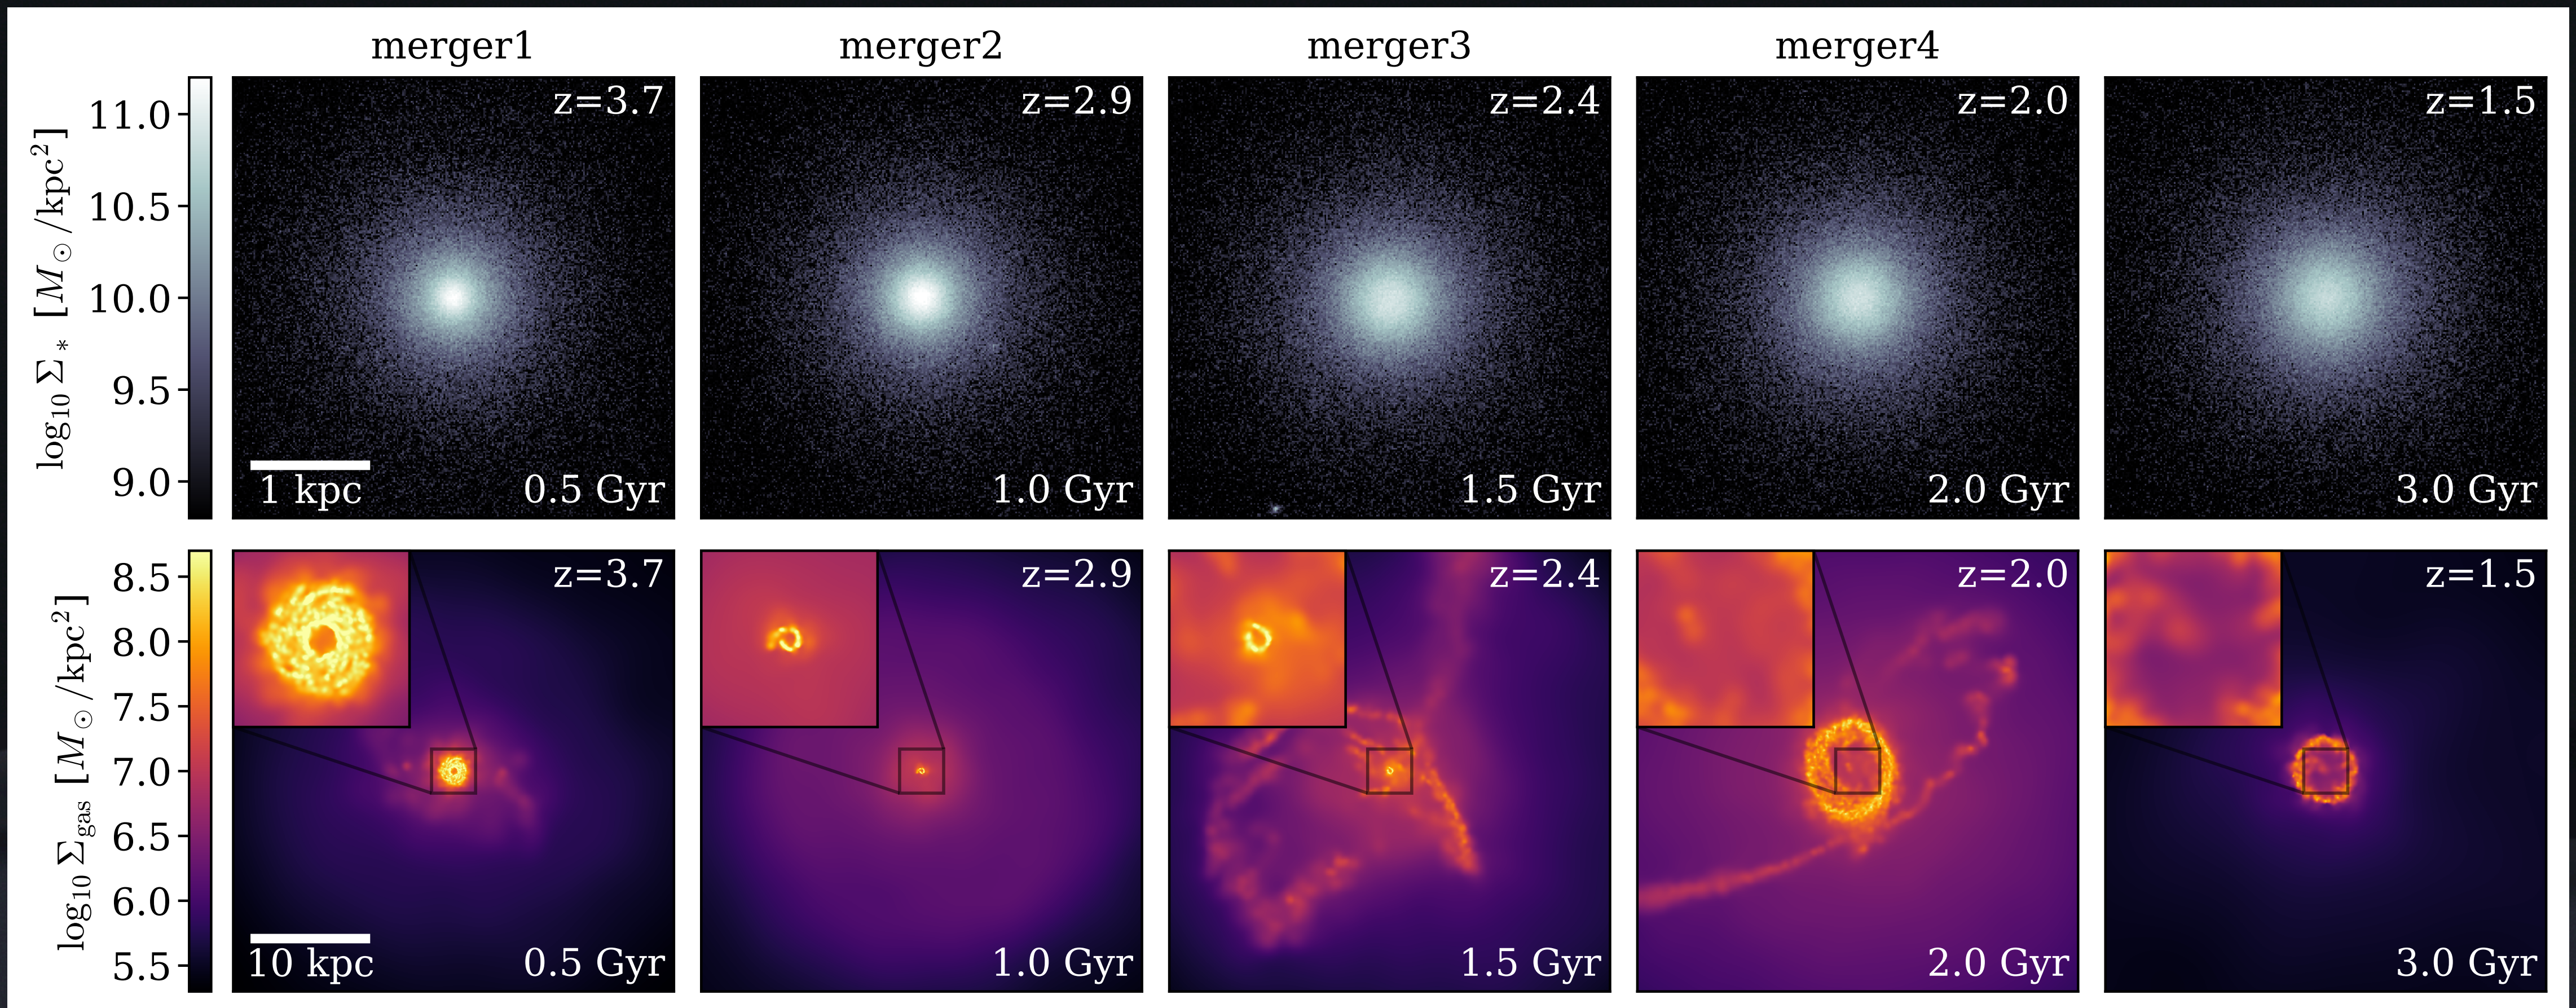 merger1 merger2 merger3 merger4
log₁₀ Σ* [M☉/kpc²]
11.0
10.5
10.0
9.5
9.0
z=3.7
1 kpc
0.5 Gyr
z=2.9
1.0 Gyr
z=2.4
1.5 Gyr
z=2.0
2.0 Gyr
z=1.5
3.0 Gyr
log₁₀ Σgas [M☉/kpc²]
8.5
8.0
7.5
7.0
6.5
6.0
5.5
z=3.7
10 kpc
0.5 Gyr
z=2.9
1.0 Gyr
z=2.4
1.5 Gyr
z=2.0
2.0 Gyr
z=1.5
3.0 Gyr